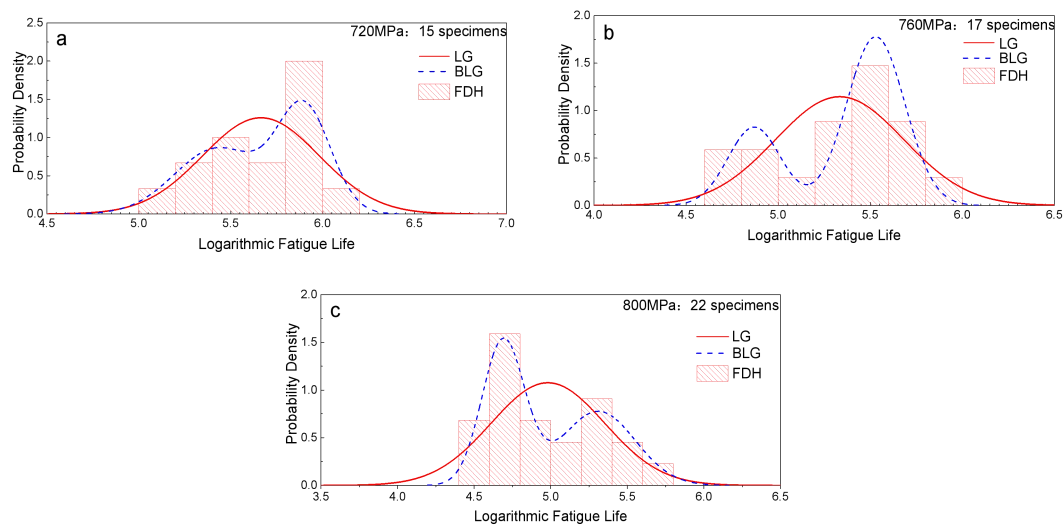 a
720MPa：15 specimens
LG
BLG
FDH
Probability Density
2.5
2.0
1.5
1.0
0.5
0.0
4.5 5.0 5.5 6.0 6.5 7.0
Logarithmic Fatigue Life
b
760MPa：17 specimens
LG
BLG
FDH
Probability Density
2.0
1.5
1.0
0.5
0.0
4.0 4.5 5.0 5.5 6.0 6.5
Logarithmic Fatigue Life
c
800MPa：22 specimens
LG
BLG
FDH
Probability Density
2.0
1.5
1.0
0.5
0.0
3.5 4.0 4.5 5.0 5.5 6.0 6.5
Logarithmic Fatigue Life